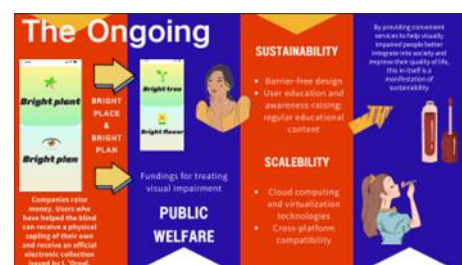 The Ongoing
Bright plant
Bright plan
BRIGHT
PLACE
&
BRIGHT
PLAN
Companies raise
money. Users who
have helped the blind
can receive a physical
sapling of their own
and receive an official
electronic collection
issued by L'Oreal.
Bright tree
Bright flower
Fundings for treating
visual impairment
PUBLIC
WELFARE
SUSTAINABILITY
• Barrier-free design
• User education and
awareness-raising:
regular educational
content
SCALEBILITY
• Cloud computing
and virtualization
technologies
• Cross-platform
compatibility
By providing convenient
services to help visually
impaired people better
integrate into society and
improve their quality of life,
this in itself is a
manifestation of
sustainability